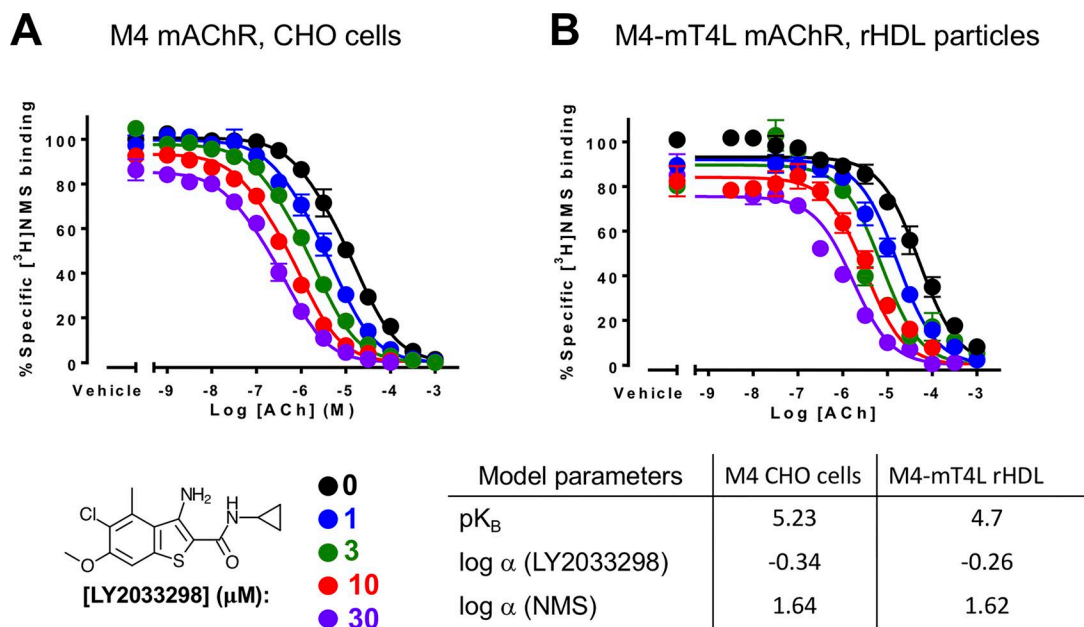 A
M4 mAChR, CHO cells
% Specific [³H]NMS binding
100
80
60
40
20
0
Vehicle
-9 -8 -7 -6 -5 -4 -3
Log [ACh] (M)
B
M4-mT4L mAChR, rHDL particles
% Specific [³H]NMS binding
100
80
60
40
20
0
Vehicle
-9 -8 -7 -6 -5 -4 -3
Log [ACh]
Cl
NH₂
H
N
O
S
O
[LY2033298] (µM):
0
1
3
10
30
Model parameters M4 CHO cells M4-mT4L rHDL
pK_B 5.23 4.7
log α (LY2033298) -0.34 -0.26
log α (NMS) 1.64 1.62